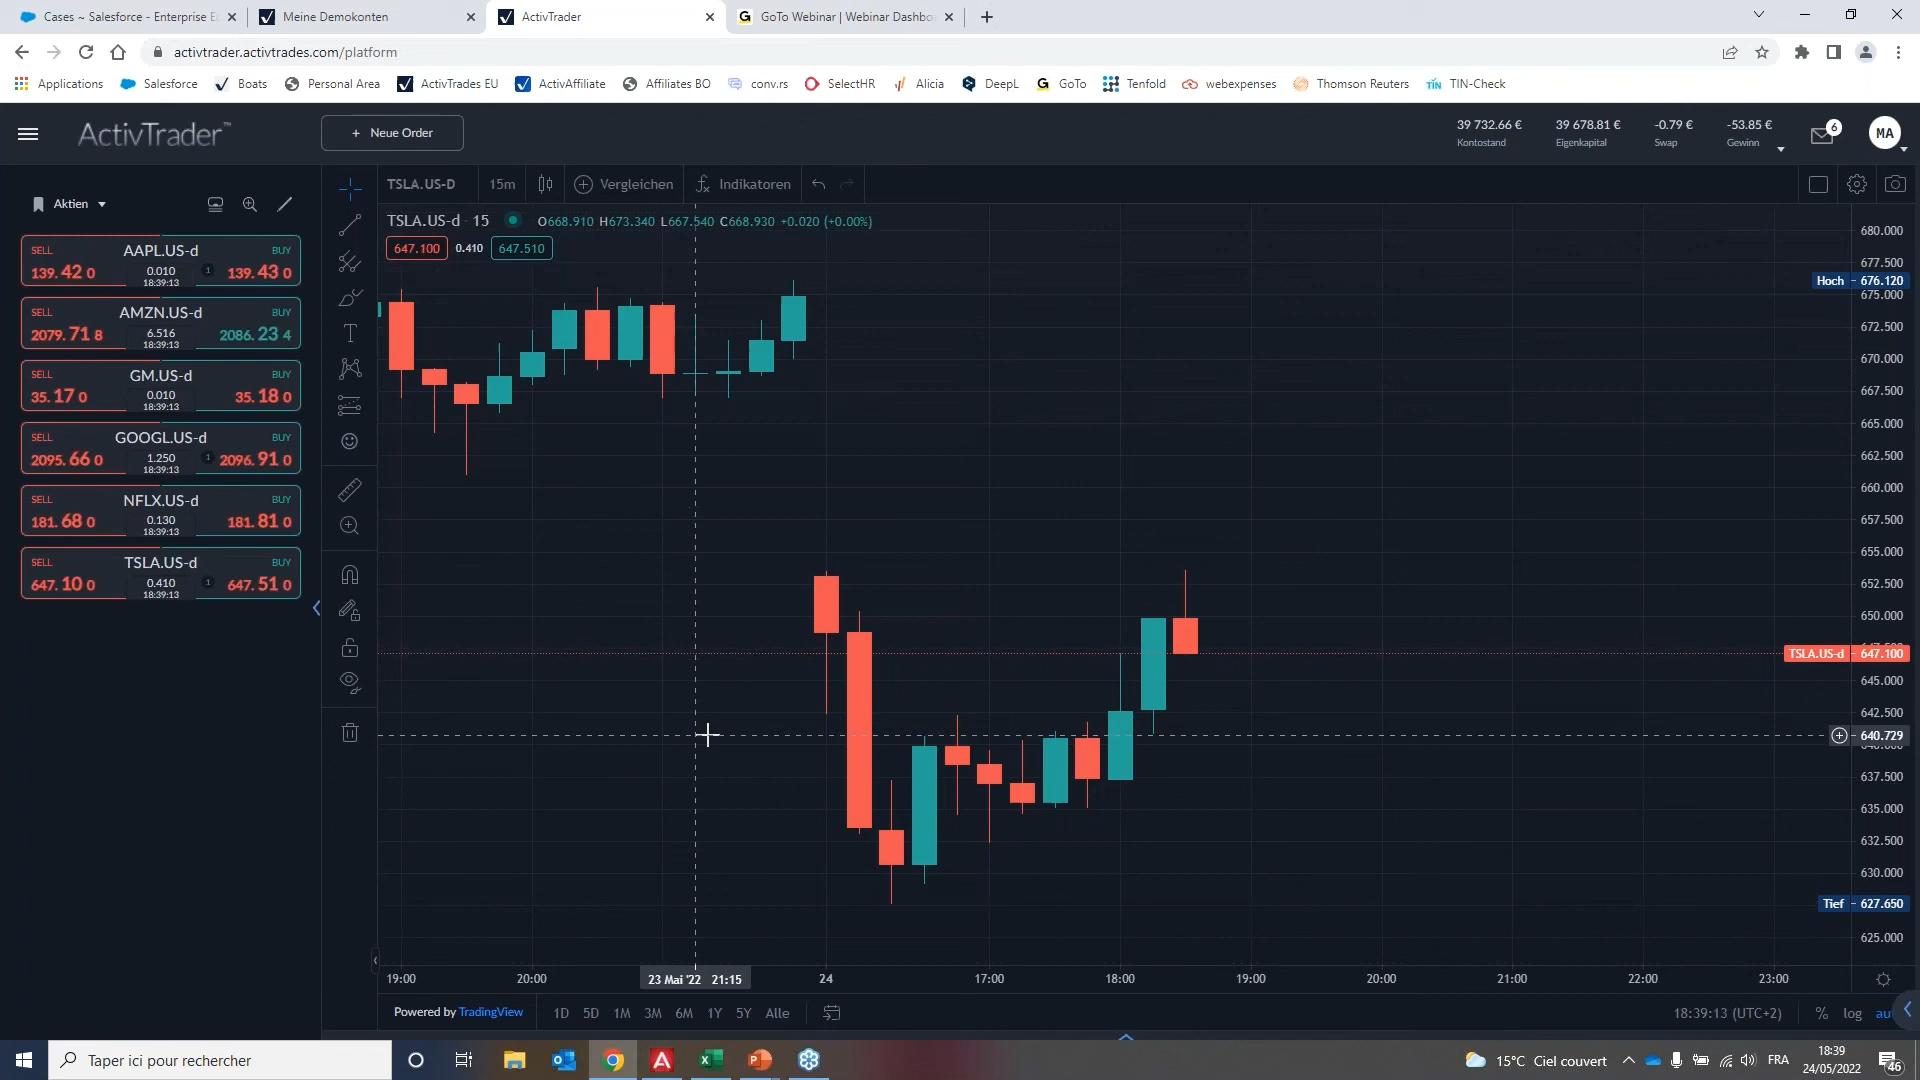 Cases ~ Salesforce - Enterprise E
Meine Demokonten
ActivTrader
GoTo Webinar | Webinar Dashbo
activtrader.activtrades.com/platform
Applications
Salesforce
Boats
Personal Area
ActivTrades EU
ActivAffiliate
Affiliates BO
conv.rs
SelectHR
Alicia
DeepL
GoTo
Tenfold
webexpenses
Thomson Reuters
TIN-Check
ActivTrader™
+ Neue Order
39 732.66 €
Kontostand
39 678.81 €
Eigenkapital
-0.79 €
Swap
-53.85 €
Gewinn
6
MA
Aktien
SELL AAPL.US-d BUY
139.42 0 0.010 1 139.43 0
18:39:13
SELL AMZN.US-d BUY
2079.71 8 6.516 2086.23 4
18:39:13
SELL GM.US-d BUY
35.17 0 0.010 35.18 0
18:39:13
SELL GOOGL.US-d BUY
2095.66 0 1.250 1 2096.91 0
18:39:13
SELL NFLX.US-d BUY
181.68 0 0.130 181.81 0
18:39:13
SELL TSLA.US-d BUY
647.10 0 0.410 1 647.51 0
18:39:13
TSLA.US-D 15m Vergleichen Indikatoren
TSLA.US-d · 15 O668.910 H673.340 L667.540 C668.930 +0.020 (+0.00%)
647.100 0.410 647.510
680.000
677.500
Hoch 676.120
675.000
672.500
670.000
667.500
665.000
662.500
660.000
657.500
655.000
652.500
650.000
TSLA.US-d 647.100
645.000
642.500
640.729
637.500
635.000
632.500
630.000
Tief 627.650
625.000
19:00 20:00 23 Mai '22 21:15 24 17:00 18:00 19:00 20:00 21:00 22:00 23:00
Powered by TradingView
1D 5D 1M 3M 6M 1Y 5Y Alle
18:39:13 (UTC+2) % log au
Taper ici pour rechercher
15°C Ciel couvert
FRA
18:39
24/05/2022
46